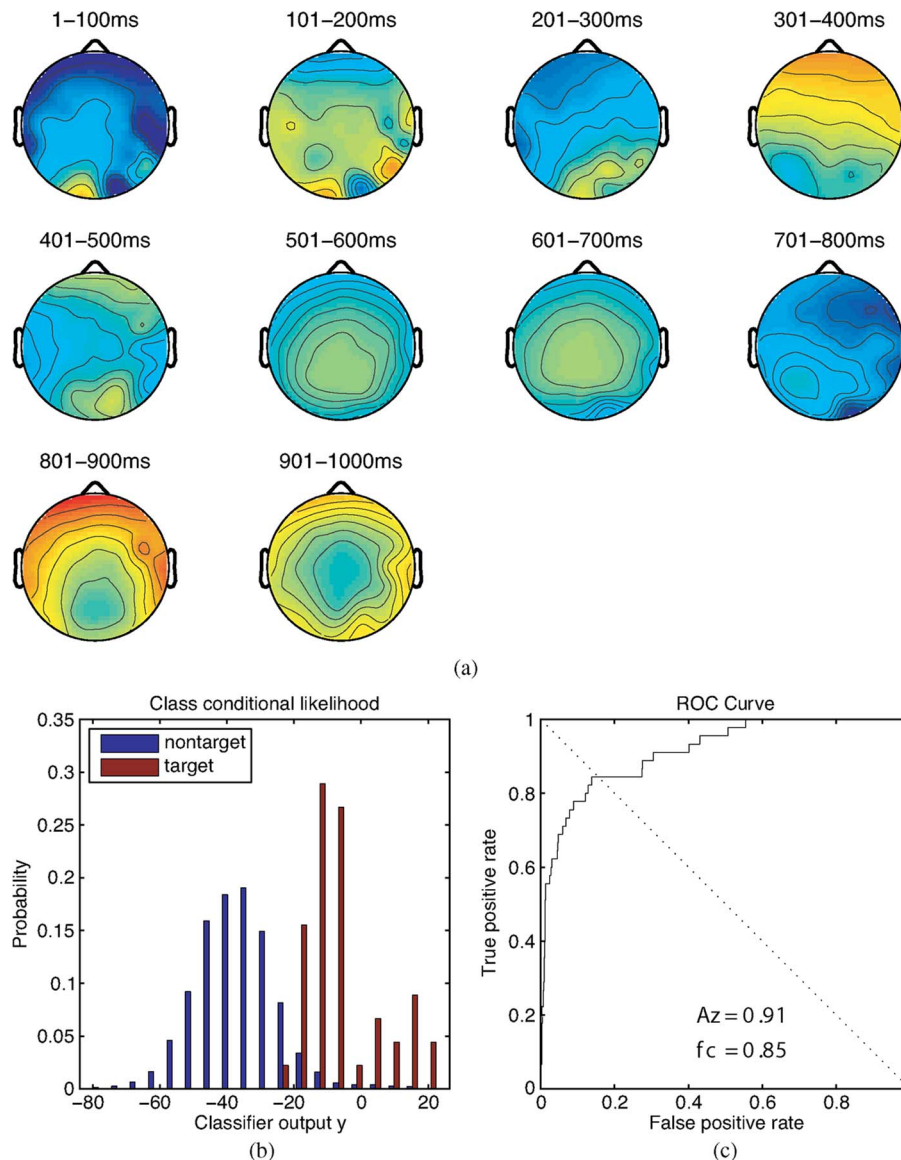 1−100ms 101−200ms 201−300ms 301−400ms
401−500ms 501−600ms 601−700ms 701−800ms
801−900ms 901−1000ms
(a)
Class conditional likelihood
0.35
0.3
0.25
0.2
0.15
0.1
0.05
0
Probability
nontarget
target
−80 −60 −40 −20 0 20
Classifier output y
(b)
ROC Curve
1
0.8
0.6
0.4
0.2
0
True positive rate
Az = 0.91
fc = 0.85
0 0.2 0.4 0.6 0.8
False positive rate
(c)